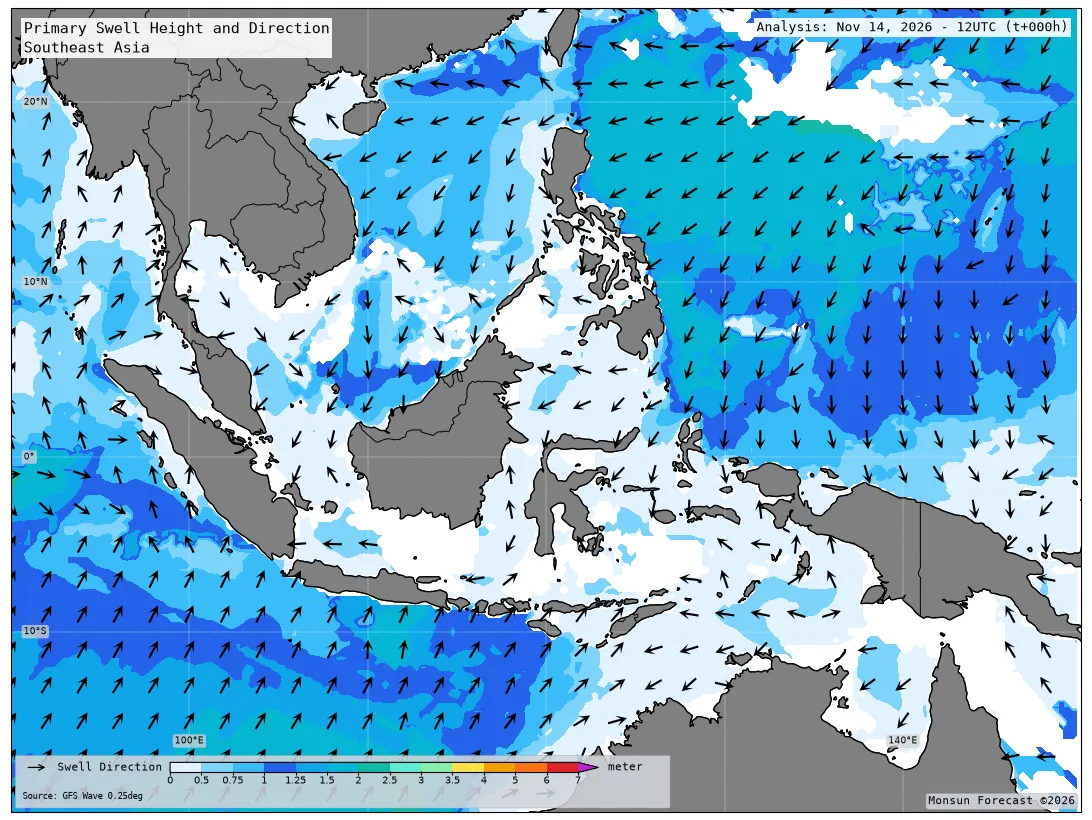 Primary Swell Height and Direction
Southeast Asia
Analysis: Nov 14, 2026 - 12UTC (t+000h)
20°N
10°N
0°
10°S
100°E
140°E
Swell Direction
0 0.5 0.75 1 1.25 1.5 2 2.5 3 3.5 4 5 6 7
meter
Source: GFS Wave 0.25deg
Monsun Forecast ©2026